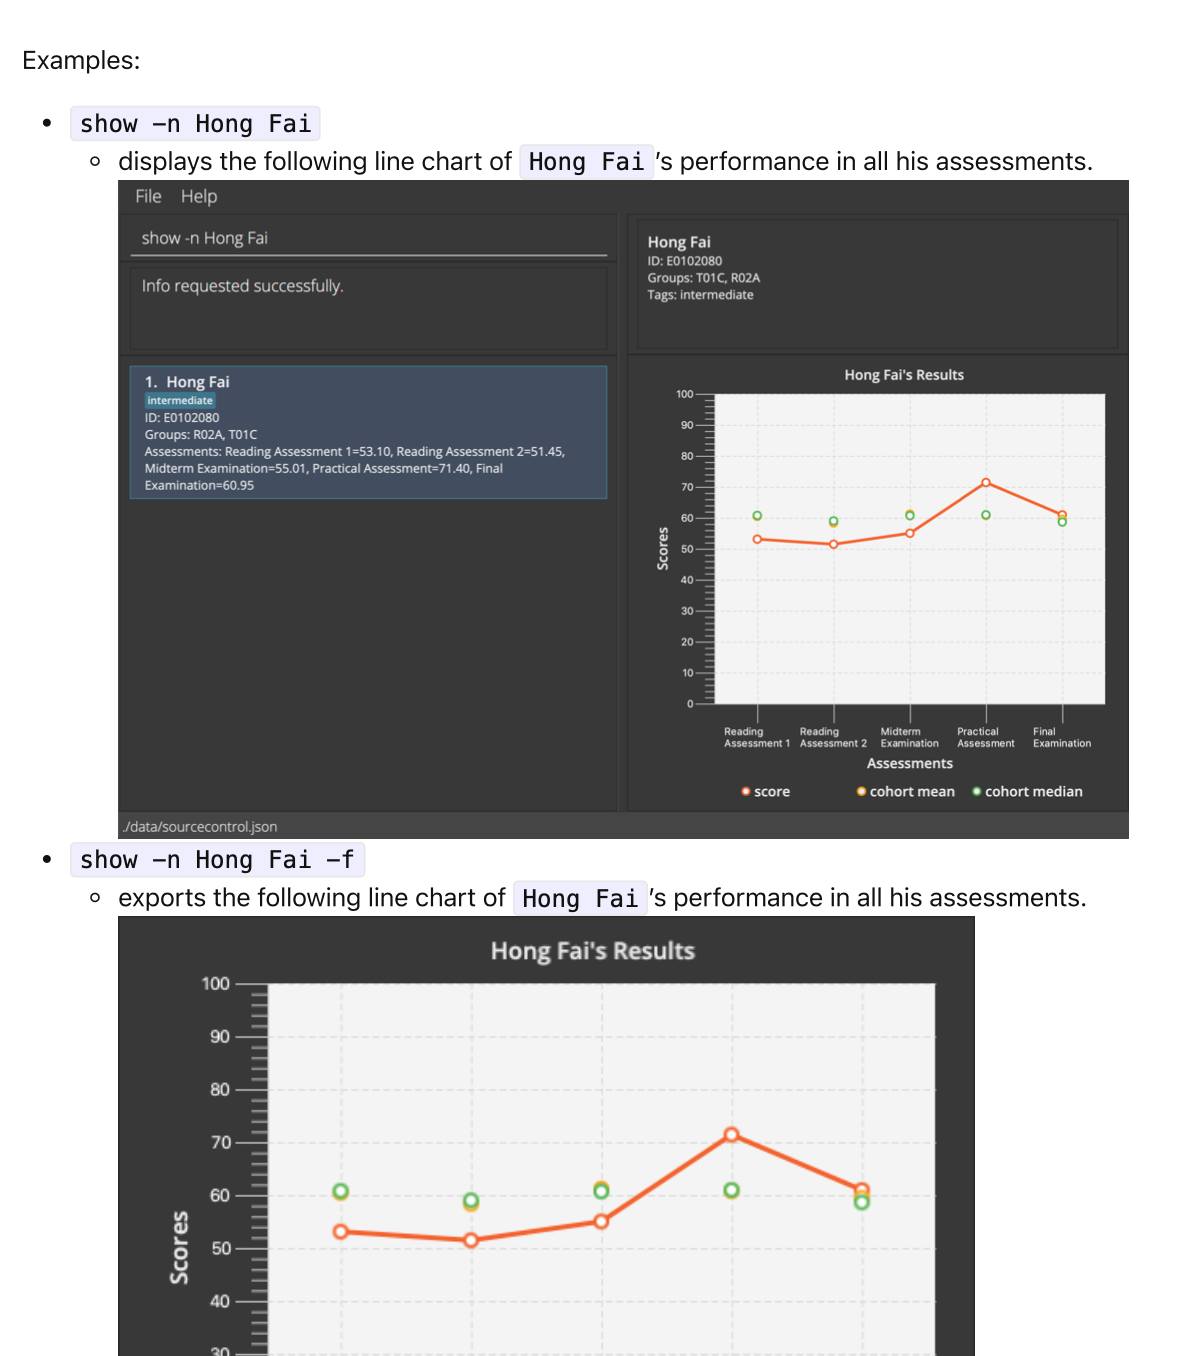 Examples:
show –n Hong Fai
displays the following line chart of Hong Fai's performance in all his assessments.
File Help
show -n Hong Fai
Info requested successfully.
1. Hong Fai
intermediate
ID: E0102080
Groups: R02A, T01C
Assessments: Reading Assessment 1=53.10, Reading Assessment 2=51.45,
Midterm Examination=55.01, Practical Assessment=71.40, Final
Examination=60.95
Hong Fai
ID: E0102080
Groups: T01C, R02A
Tags: intermediate
Hong Fai's Results
100
90
80
70
60
50
40
30
20
10
0
Scores
Reading Assessment 1
Reading Assessment 2
Midterm Examination
Practical Assessment
Final Examination
Assessments
score cohort mean cohort median
./data/sourcecontrol.json
show –n Hong Fai –f
exports the following line chart of Hong Fai's performance in all his assessments.
Hong Fai's Results
100
90
80
70
60
50
40
30
Scores